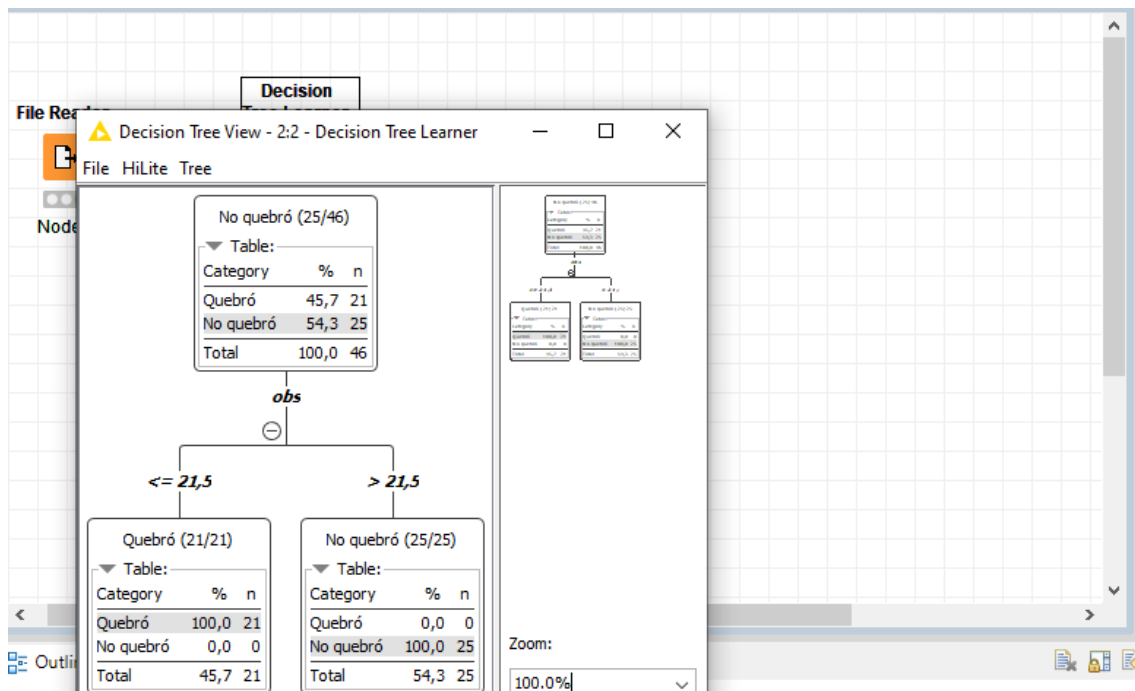 Decision
File Rea
Decision Tree View - 2:2 - Decision Tree Learner
File HiLite Tree
Node
No quebró (25/46)
Table:
Category % n
Quebró 45,7 21
No quebró 54,3 25
Total 100,0 46
obs
<= 21,5 > 21,5
Quebró (21/21)
Table:
Category % n
Quebró 100,0 21
No quebró 0,0 0
Total 45,7 21
No quebró (25/25)
Table:
Category % n
Quebró 0,0 0
No quebró 100,0 25
Total 54,3 25
Zoom:
100.0%
Outli